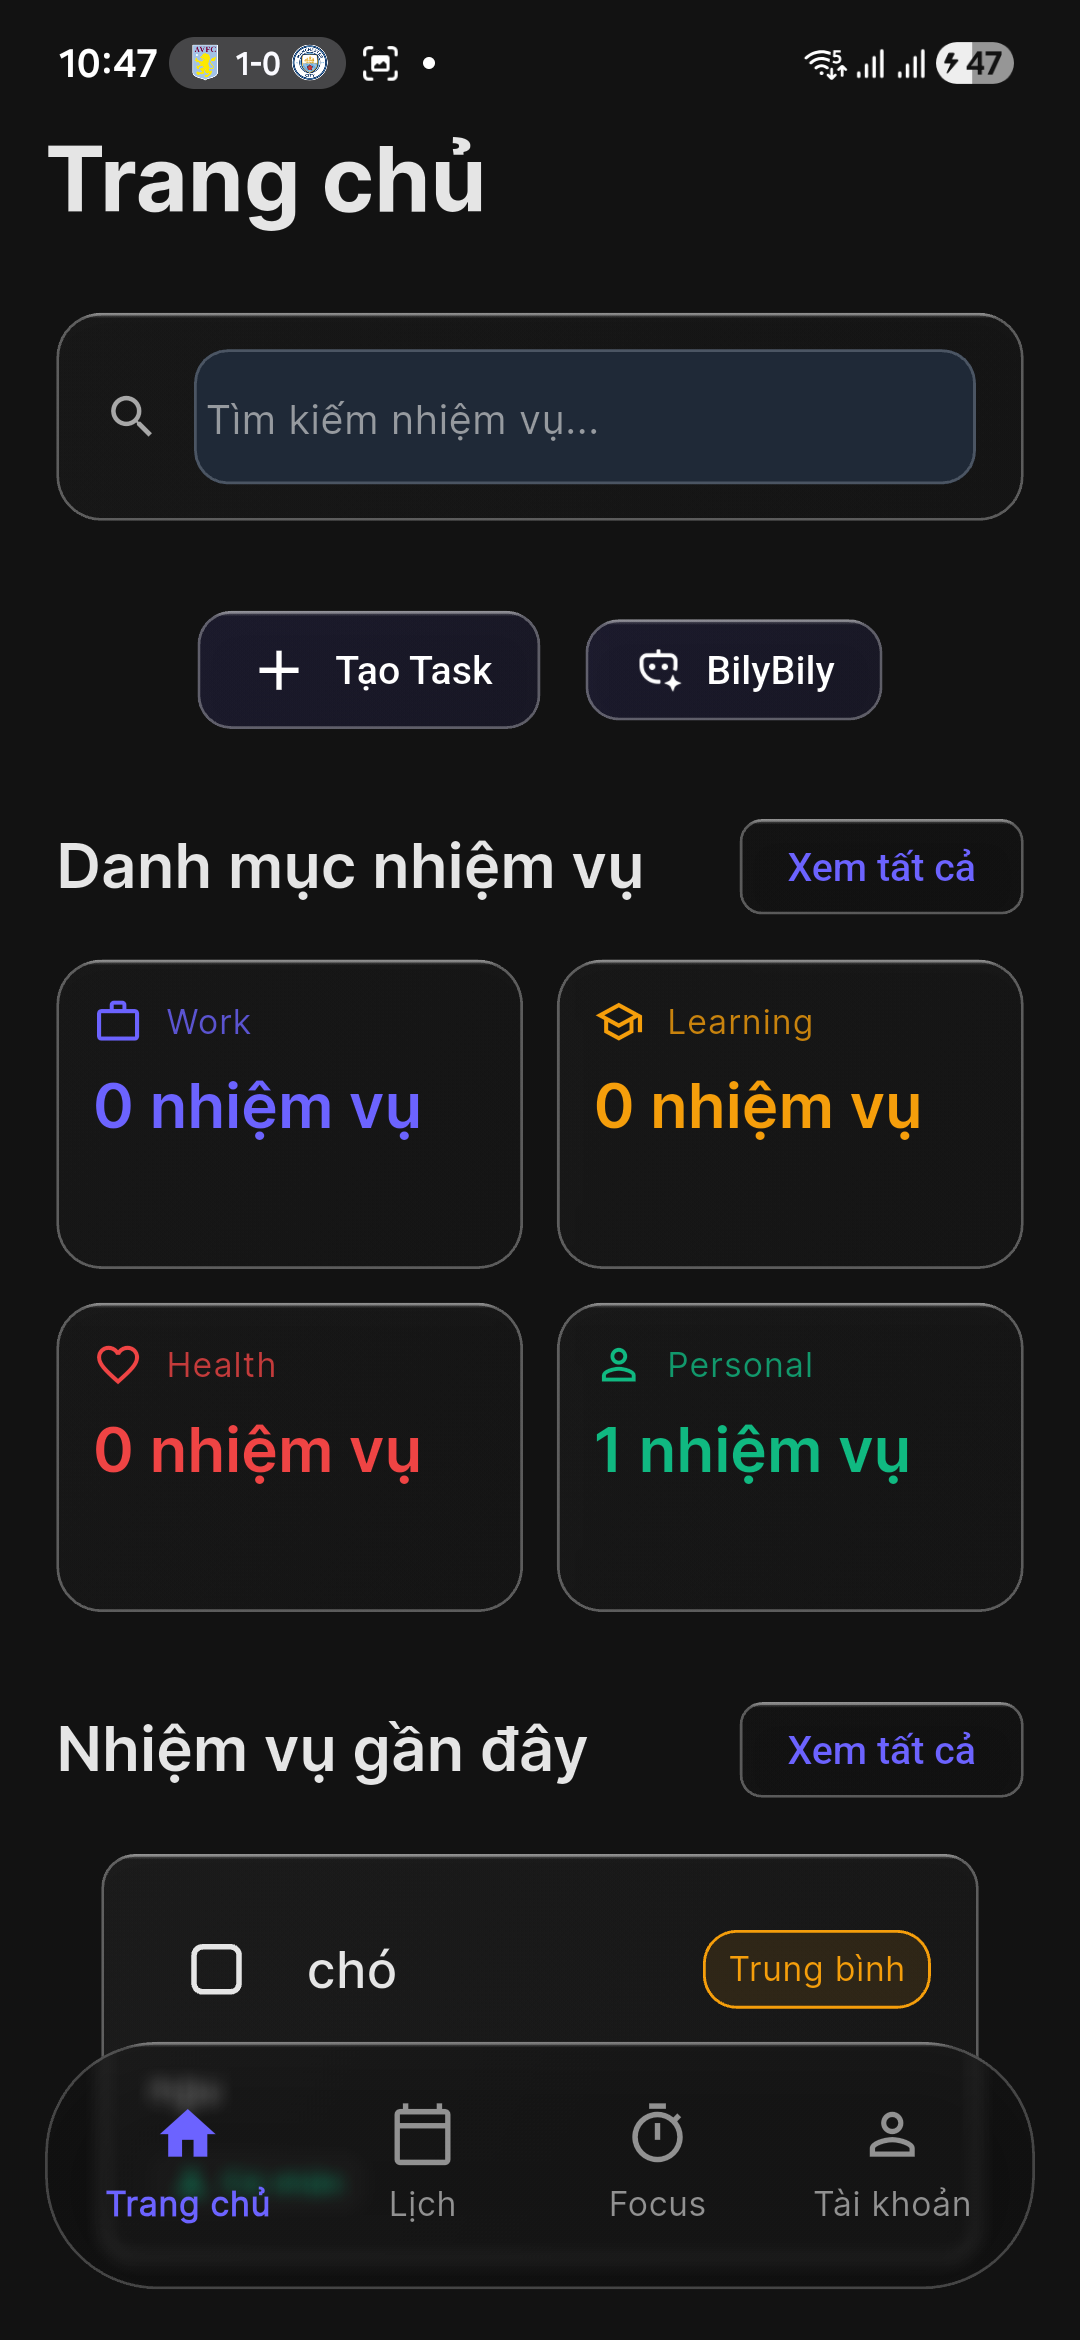 10:47 1-0 5 47
Trang chủ
Tìm kiếm nhiệm vụ...
Tạo Task
BilyBily
Danh mục nhiệm vụ
Xem tất cả
Work
0 nhiệm vụ
Learning
0 nhiệm vụ
Health
0 nhiệm vụ
Personal
1 nhiệm vụ
Nhiệm vụ gần đây
Xem tất cả
chó
Trung bình
Trang chủ
Lịch
Focus
Tài khoản